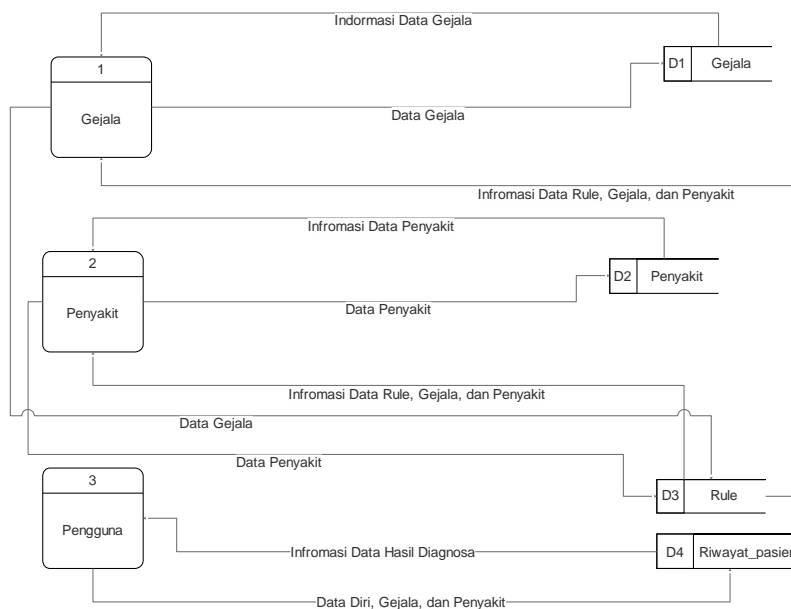 Indormasi Data Gejala
1
Gejala
D1
Gejala
Data Gejala
Infromasi Data Rule, Gejala, dan Penyakit
Infromasi Data Penyakit
2
Penyakit
D2
Penyakit
Data Penyakit
Infromasi Data Rule, Gejala, dan Penyakit
Data Gejala
Data Penyakit
3
Pengguna
D3
Rule
Infromasi Data Hasil Diagnosa
D4
Riwayat_pasien
Data Diri, Gejala, dan Penyakit